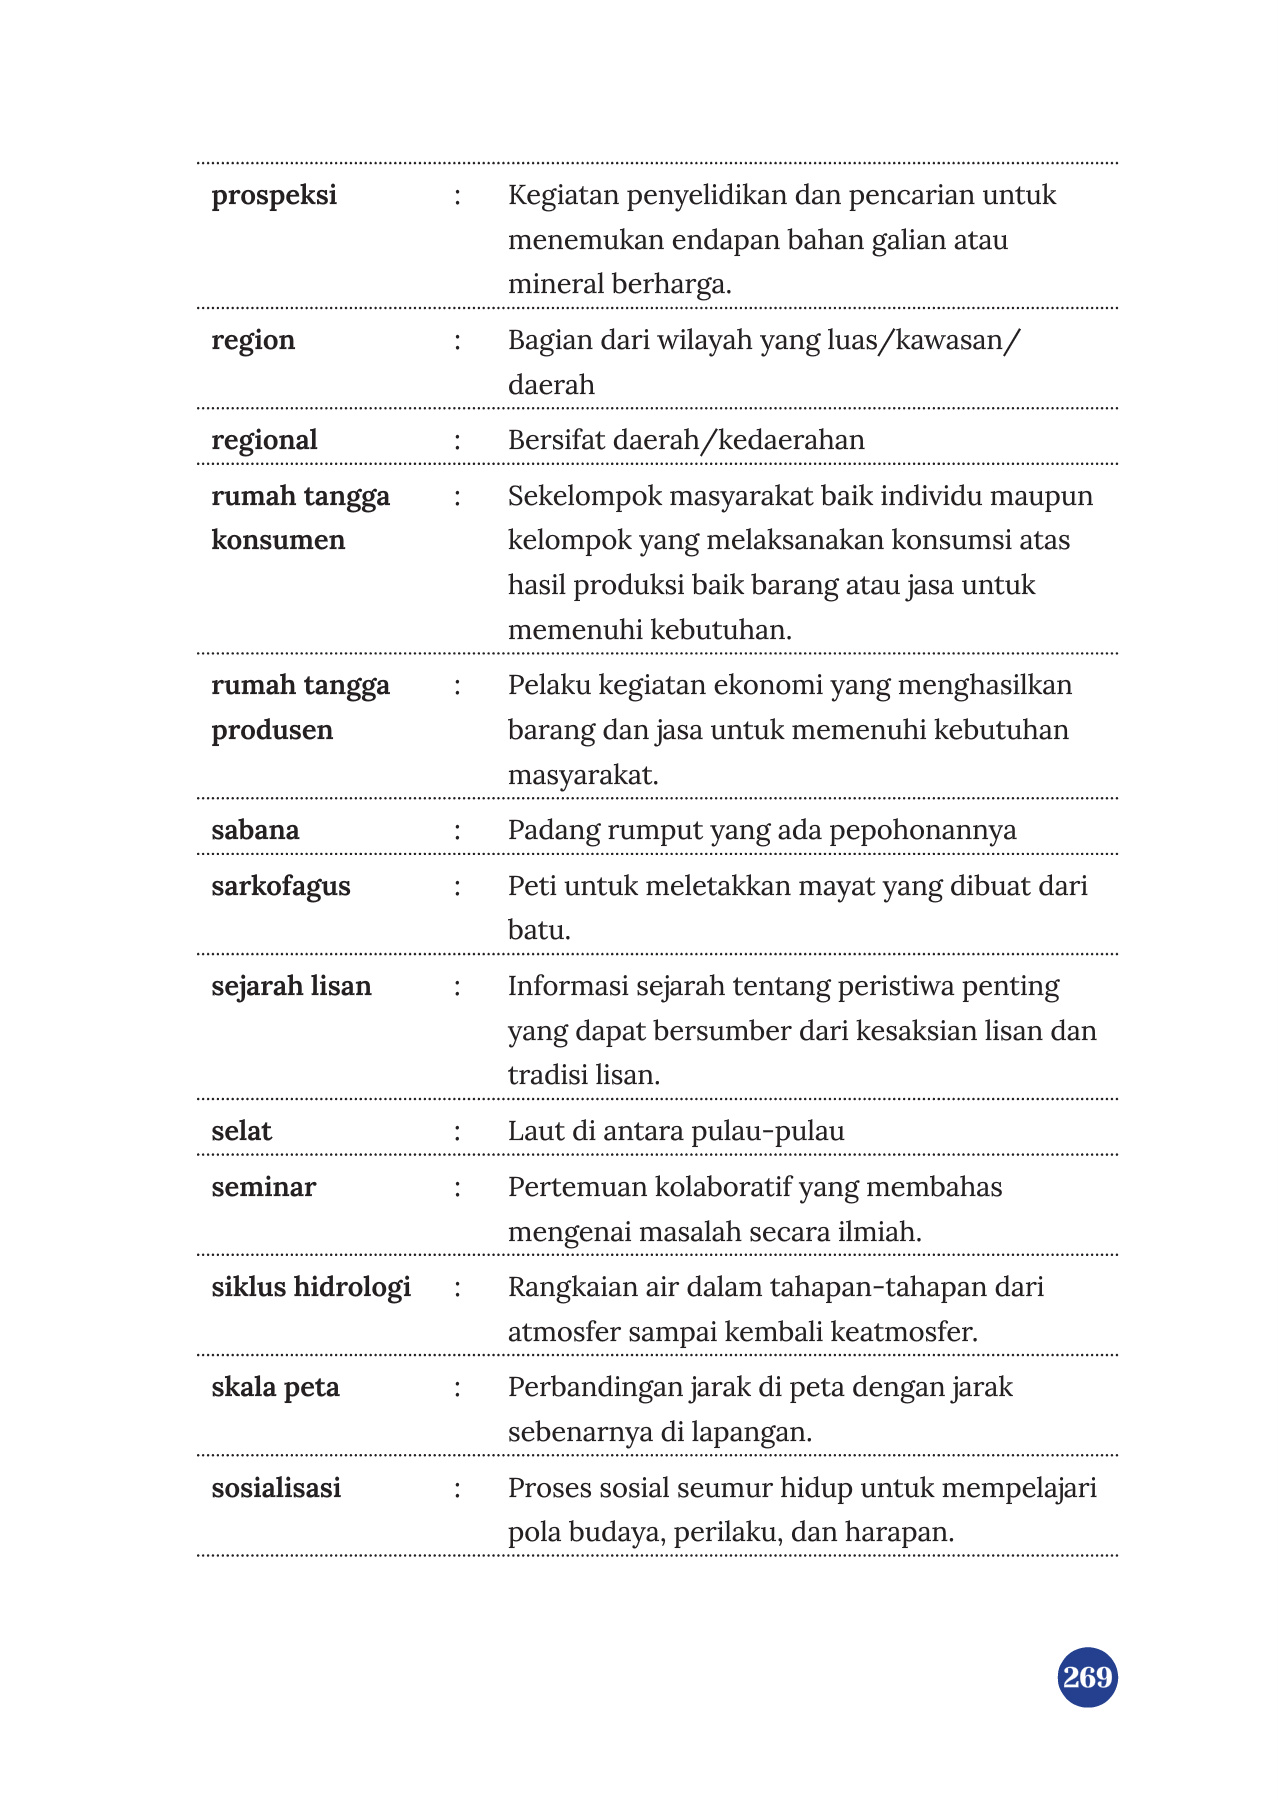 prospeksi : Kegiatan penyelidikan dan pencarian untuk
menemukan endapan bahan galian atau
mineral berharga.
region : Bagian dari wilayah yang luas/kawasan/
daerah
regional : Bersifat daerah/kedaerahan
rumah tangga : Sekelompok masyarakat baik individu maupun
konsumen kelompok yang melaksanakan konsumsi atas
hasil produksi baik barang atau jasa untuk
memenuhi kebutuhan.
rumah tangga : Pelaku kegiatan ekonomi yang menghasilkan
produsen barang dan jasa untuk memenuhi kebutuhan
masyarakat.
sabana : Padang rumput yang ada pepohonannya
sarkofagus : Peti untuk meletakkan mayat yang dibuat dari
batu.
sejarah lisan : Informasi sejarah tentang peristiwa penting
yang dapat bersumber dari kesaksian lisan dan
tradisi lisan.
selat : Laut di antara pulau-pulau
seminar : Pertemuan kolaboratif yang membahas
mengenai masalah secara ilmiah.
siklus hidrologi : Rangkaian air dalam tahapan-tahapan dari
atmosfer sampai kembali keatmosfer.
skala peta : Perbandingan jarak di peta dengan jarak
sebenarnya di lapangan.
sosialisasi : Proses sosial seumur hidup untuk mempelajari
pola budaya, perilaku, dan harapan.
269